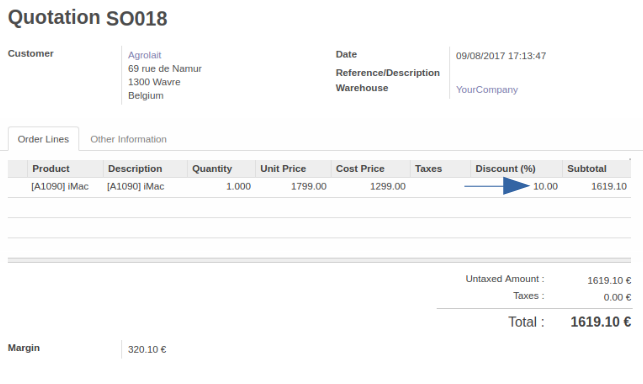 Quotation SO018
Customer
Agrolait
69 rue de Namur
1300 Wavre
Belgium
Date 09/08/2017 17:13:47
Reference/Description
Warehouse YourCompany
Order Lines Other Information
Product Description Quantity Unit Price Cost Price Taxes Discount (%) Subtotal
[A1090] iMac [A1090] iMac 1.000 1799.00 1299.00 10.00 1619.10
Untaxed Amount : 1619.10 €
Taxes : 0.00 €
Total : 1619.10 €
Margin 320.10 €